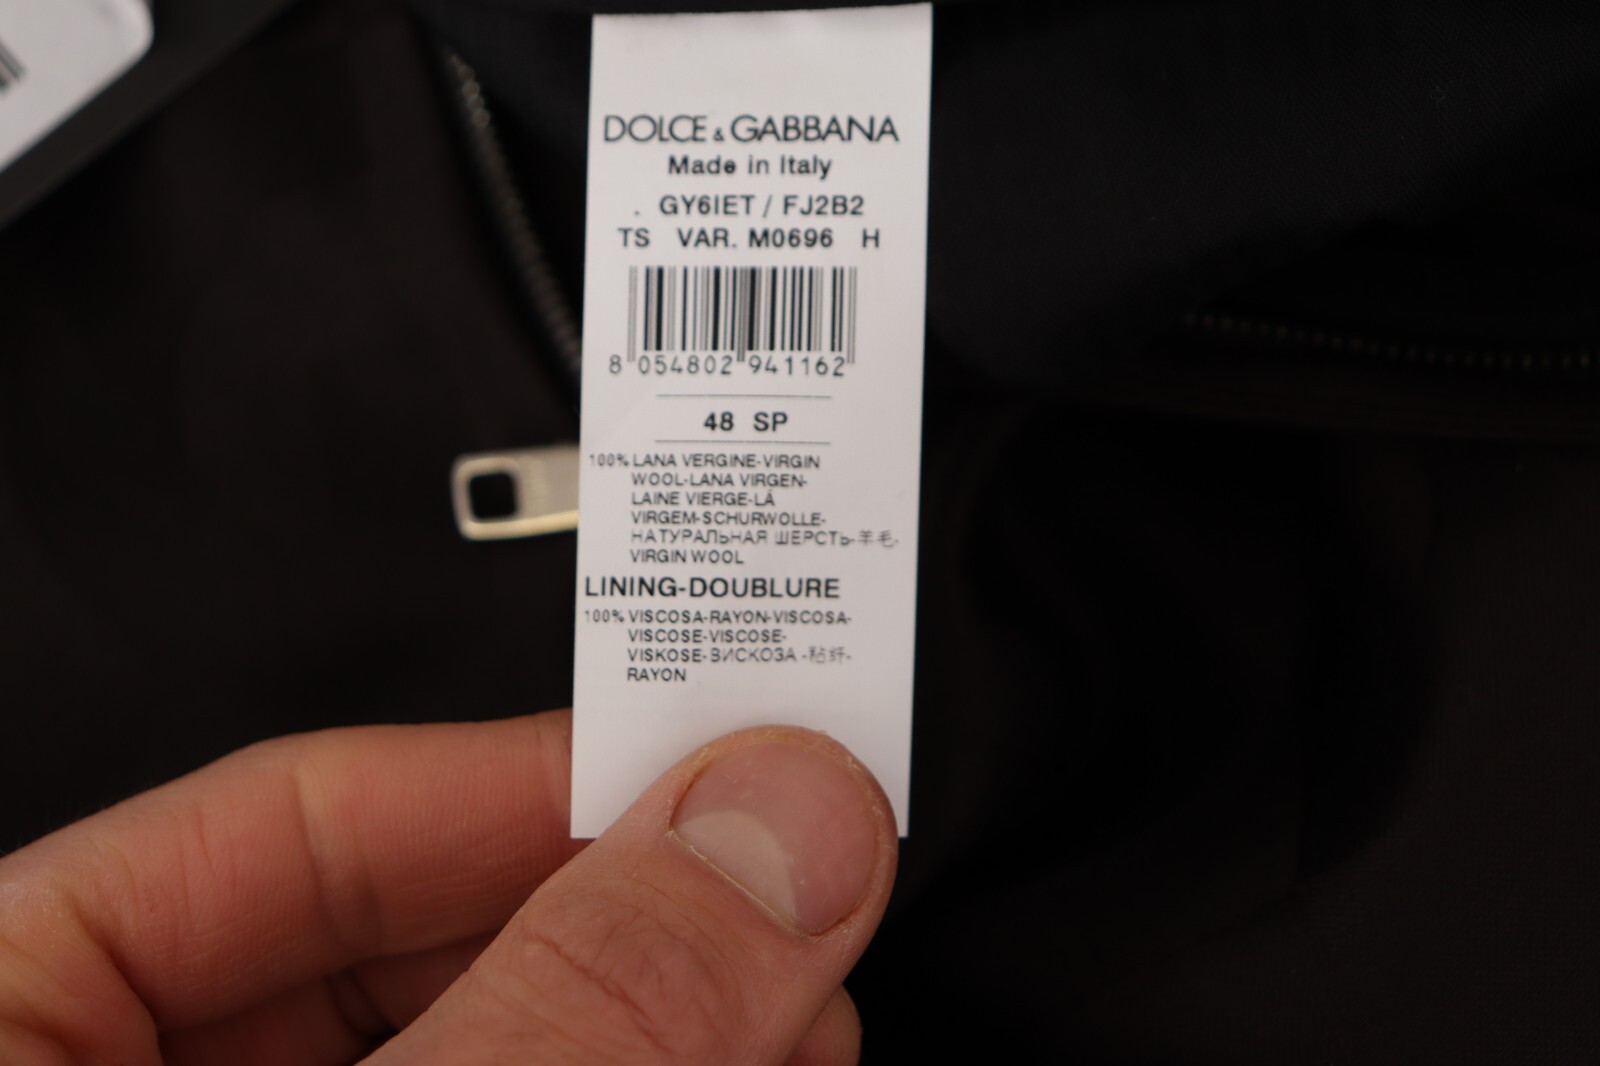 DOLCE & GABBANA
Made in Italy
. GY6IET / FJ2B2
TS VAR. M0696 H
8 054802 941162
48 SP
100% LANA VERGINE-VIRGIN
WOOL-LANA VIRGEN-
LAINE VIERGE-LÃ
VIRGEM-SCHURWOLLE-
НАТУРАЛЬНАЯ ШЕРСТЬ-羊毛-
VIRGIN WOOL
LINING-DOUBLURE
100% VISCOSA-RAYON-VISCOSA-
VISCOSE-VISCOSE-
VISKOSE-ВИСКОЗА -粘纤-
RAYON